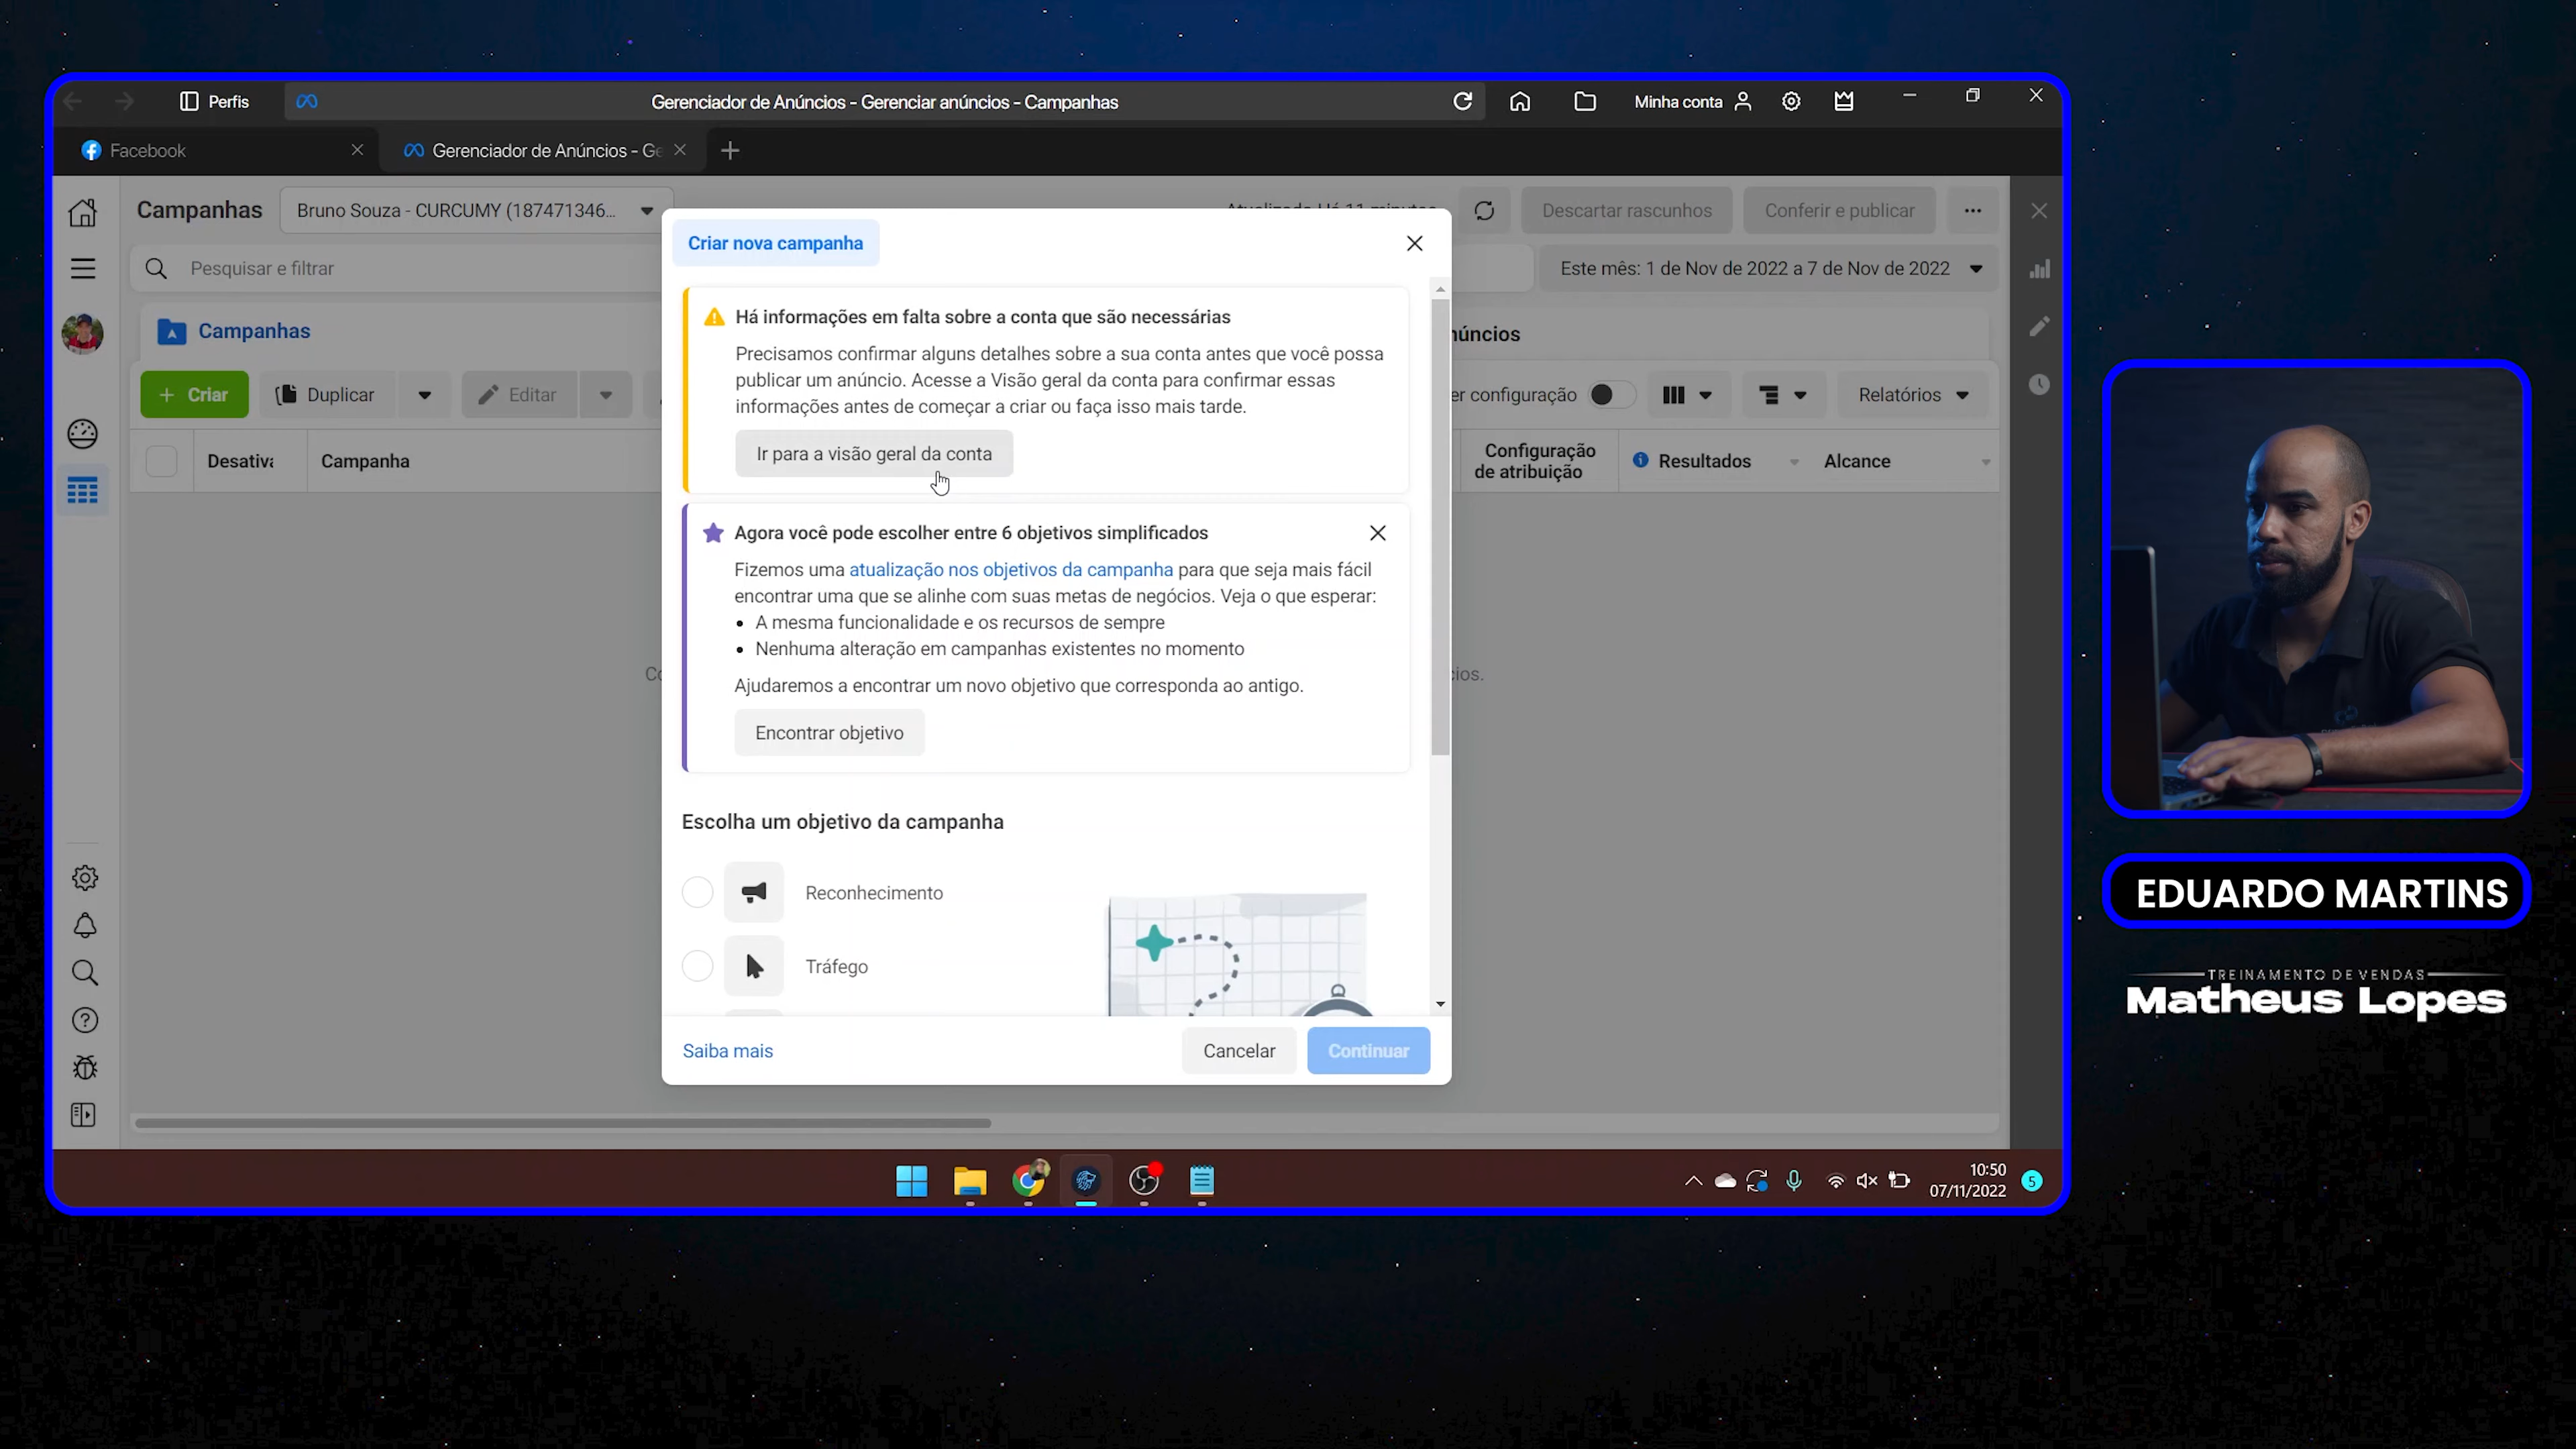 Perfis
Gerenciador de Anúncios - Gerenciar anúncios - Campanhas
Minha conta
Facebook
Gerenciador de Anúncios - Ge
Campanhas
Bruno Souza - CURCUMY (187471346...
Descartar rascunhos
Conferir e publicar
Pesquisar e filtrar
Este mês: 1 de Nov de 2022 a 7 de Nov de 2022
Campanhas
núncios
+ Criar
Duplicar
Editar
er configuração
Relatórios
Desativa
Campanha
Configuração
de atribuição
Resultados
Alcance
Criar nova campanha
Há informações em falta sobre a conta que são necessárias
Precisamos confirmar alguns detalhes sobre a sua conta antes que você possa
publicar um anúncio. Acesse a Visão geral da conta para confirmar essas
informações antes de começar a criar ou faça isso mais tarde.
Ir para a visão geral da conta
Agora você pode escolher entre 6 objetivos simplificados
Fizemos uma atualização nos objetivos da campanha para que seja mais fácil
encontrar uma que se alinhe com suas metas de negócios. Veja o que esperar:
• A mesma funcionalidade e os recursos de sempre
• Nenhuma alteração em campanhas existentes no momento
Ajudaremos a encontrar um novo objetivo que corresponda ao antigo.
Encontrar objetivo
Co
ios.
Escolha um objetivo da campanha
Reconhecimento
Tráfego
Saiba mais
Cancelar
Continuar
10:50
07/11/2022
5
EDUARDO MARTINS
TREINAMENTO DE VENDAS
Matheus Lopes